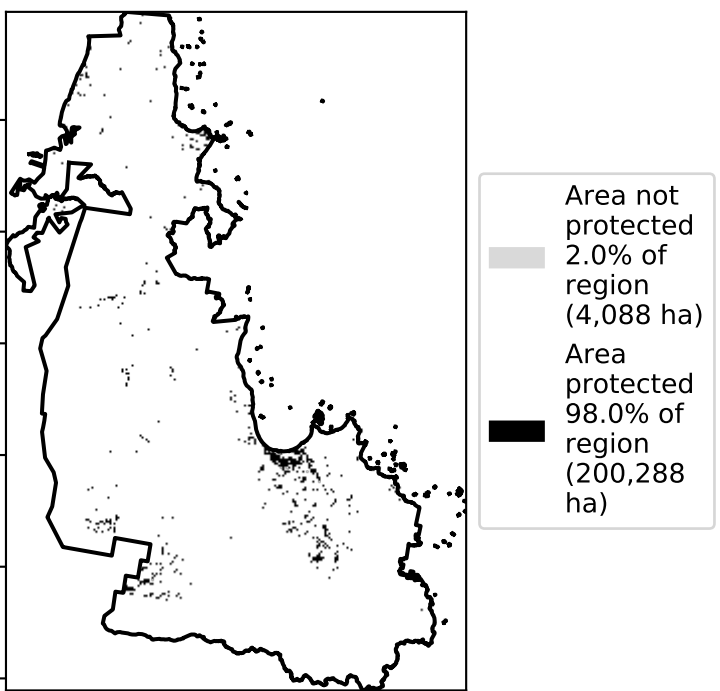 Area not
protected
2.0% of
region
(4,088 ha)
Area
protected
98.0% of
region
(200,288
ha)